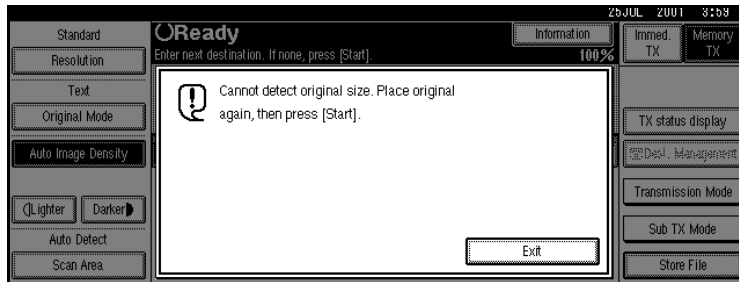 25JUL 2001 3:59
Standard
Resolution
Text
Original Mode
Auto Image Density
Lighter
Darker
Auto Detect
Scan Area
Ready
Enter next destination. If none, press [Start].
Information
100%
Cannot detect original size. Place original
again, then press [Start].
Exit
Immed.
TX
Memory
TX
TX status display
Dest. Management
Transmission Mode
Sub TX Mode
Store File